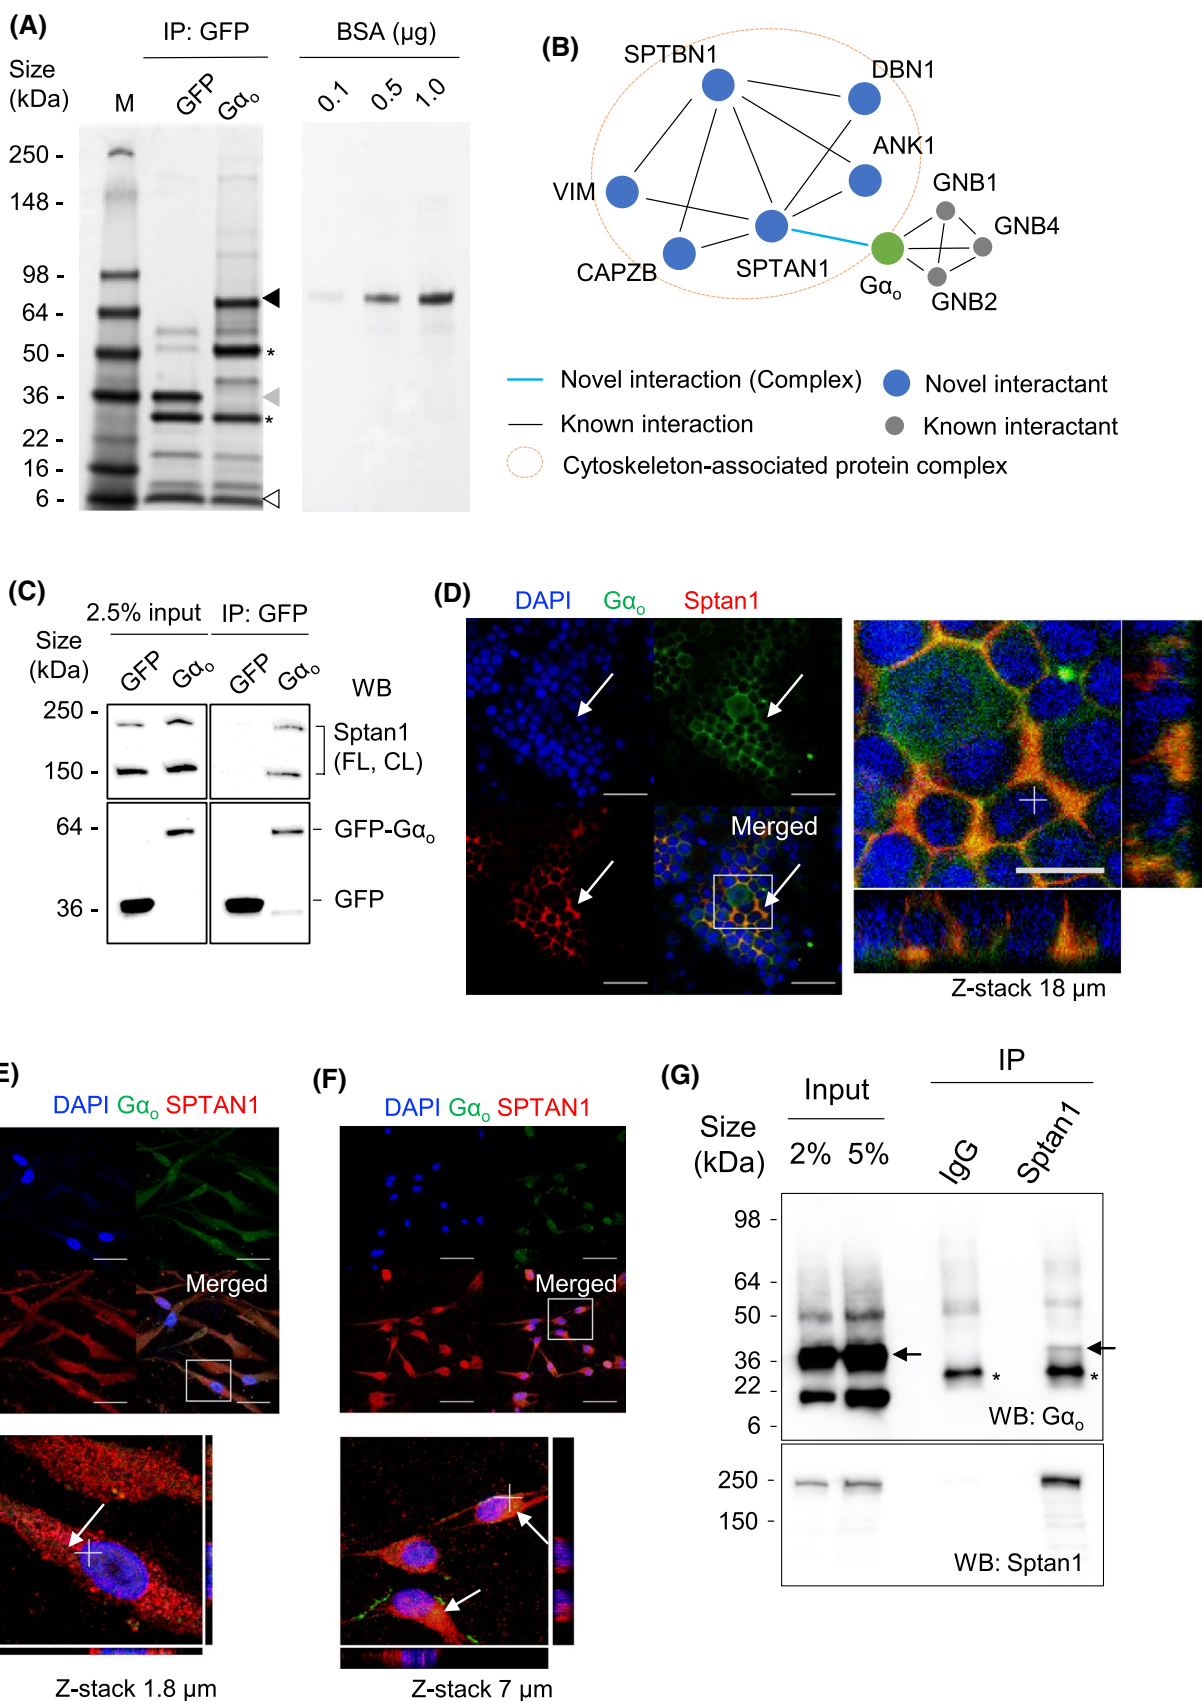 (A)
IP: GFP
BSA (µg)
Size
(kDa)
M
GFP
Gαo
0.1
0.5
1.0
250 -
148 -
98 -
64 -
50 -
36 -
22 -
16 -
6 -
*
*
(B)
SPTBN1
DBN1
ANK1
VIM
GNB1
GNB4
CAPZB
SPTAN1
Gαo
GNB2
Novel interaction (Complex)
Novel interactant
Known interaction
Known interactant
Cytoskeleton-associated protein complex
(C)
2.5% input
IP: GFP
Size
(kDa)
GFP
Gαo
GFP
Gαo
WB
250 -
150 -
64 -
36 -
Sptan1
(FL, CL)
GFP-Gαo
GFP
(D)
DAPI Gαo Sptan1
Merged
Z-stack 18 µm
E)
DAPI Gαo SPTAN1
Merged
Z-stack 1.8 µm
(F)
DAPI Gαo SPTAN1
Merged
Z-stack 7 µm
(G)
IP
Input
Size
(kDa)
2% 5%
IgG
Sptan1
98 -
64 -
50 -
36 -
22 -
6 -
*
*
WB: Gαo
250 -
150 -
WB: Sptan1